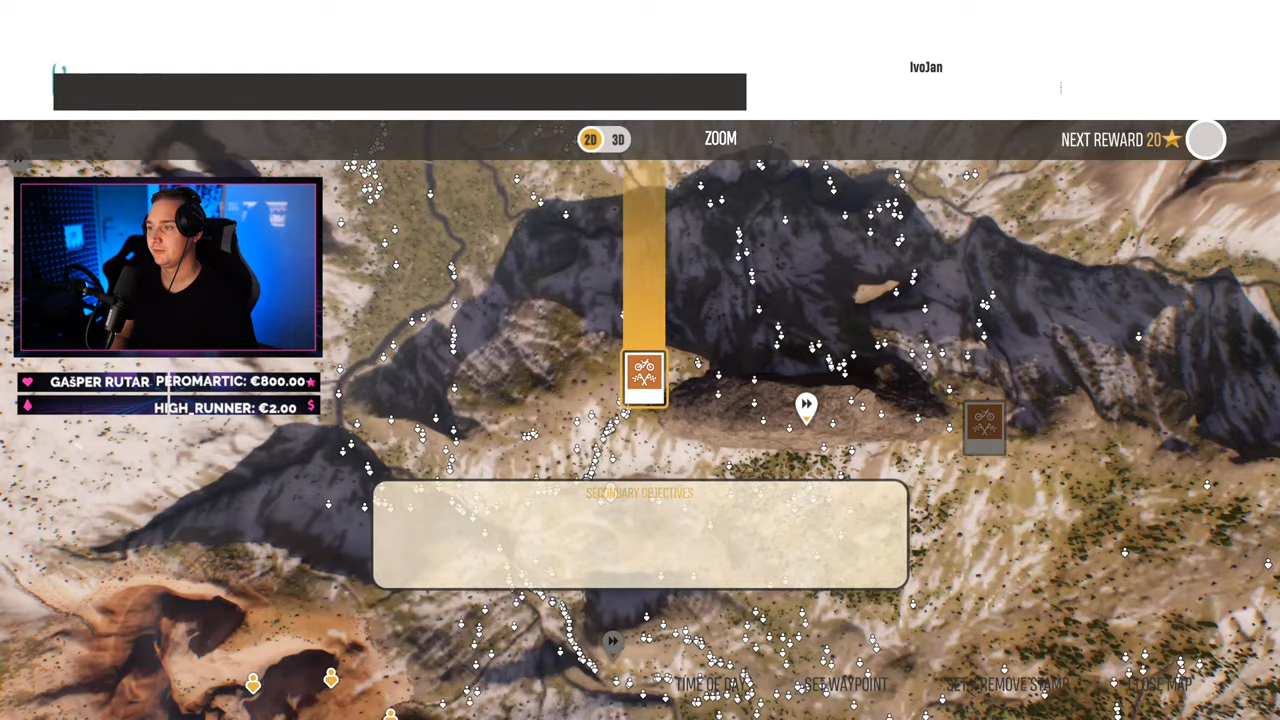 IvoJan
2D 3D
ZOOM
NEXT REWARD 20
GAŠPER RUTAR PEROMARTIC: €800.00
HIGH_RUNNER: €2.00 $
SECONDARY OBJECTIVES
TIME OF DAY
SET WAYPOINT
SET / REMOVE STAMP
CLOSE MAP